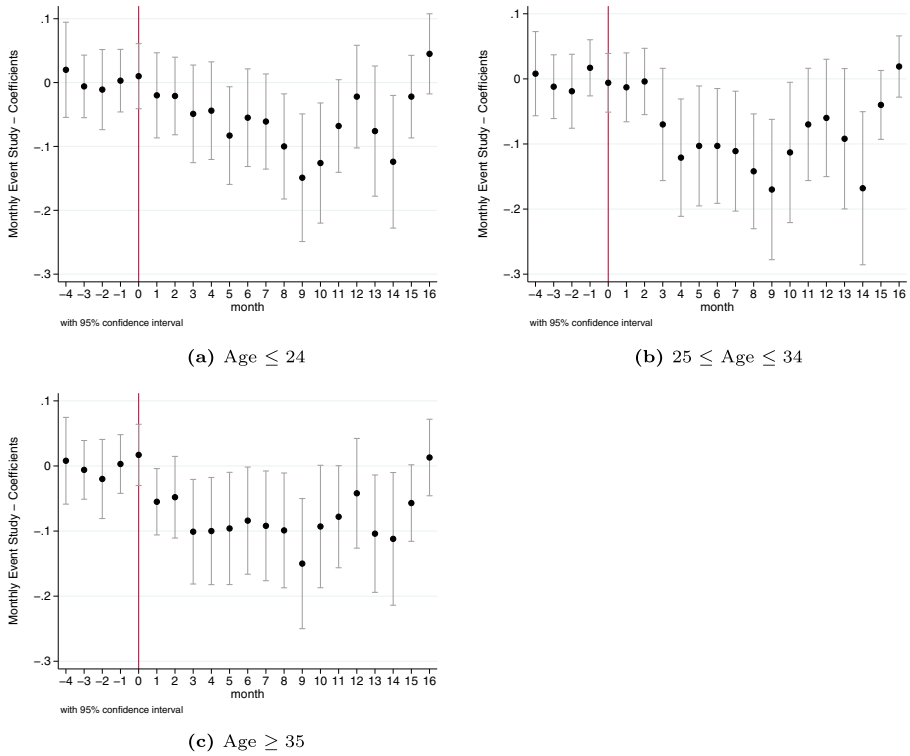 Monthly Event Study – Coefficients
.1
0
−.1
−.2
−.3
−4 −3 −2 −1 0 1 2 3 4 5 6 7 8 9 10 11 12 13 14 15 16
month
with 95% confidence interval
(a) Age ≤ 24
Monthly Event Study – Coefficients
.1
0
−.1
−.2
−.3
−4 −3 −2 −1 0 1 2 3 4 5 6 7 8 9 10 11 12 13 14 15 16
month
with 95% confidence interval
(b) 25 ≤ Age ≤ 34
Monthly Event Study – Coefficients
.1
0
−.1
−.2
−.3
−4 −3 −2 −1 0 1 2 3 4 5 6 7 8 9 10 11 12 13 14 15 16
month
with 95% confidence interval
(c) Age ≥ 35